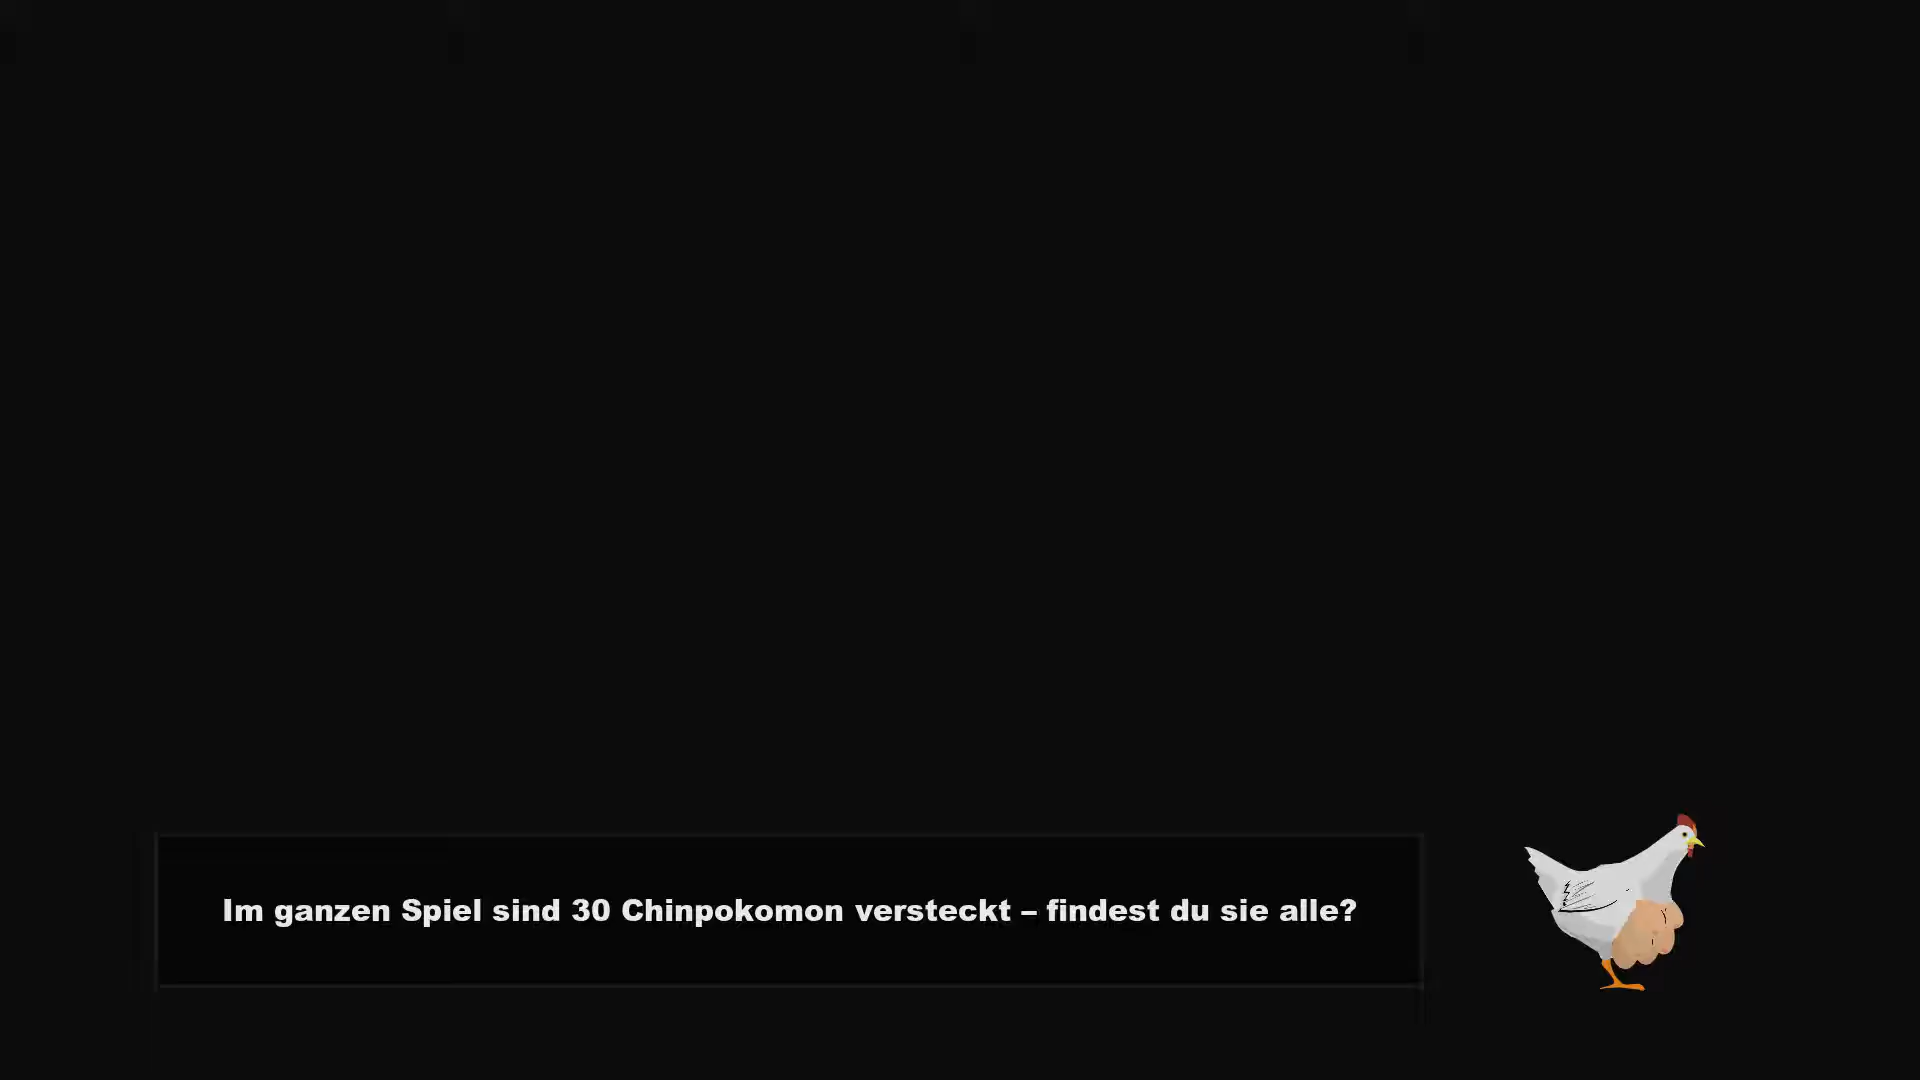 Im ganzen Spiel sind 30 Chinpokomon versteckt – findest du sie alle?